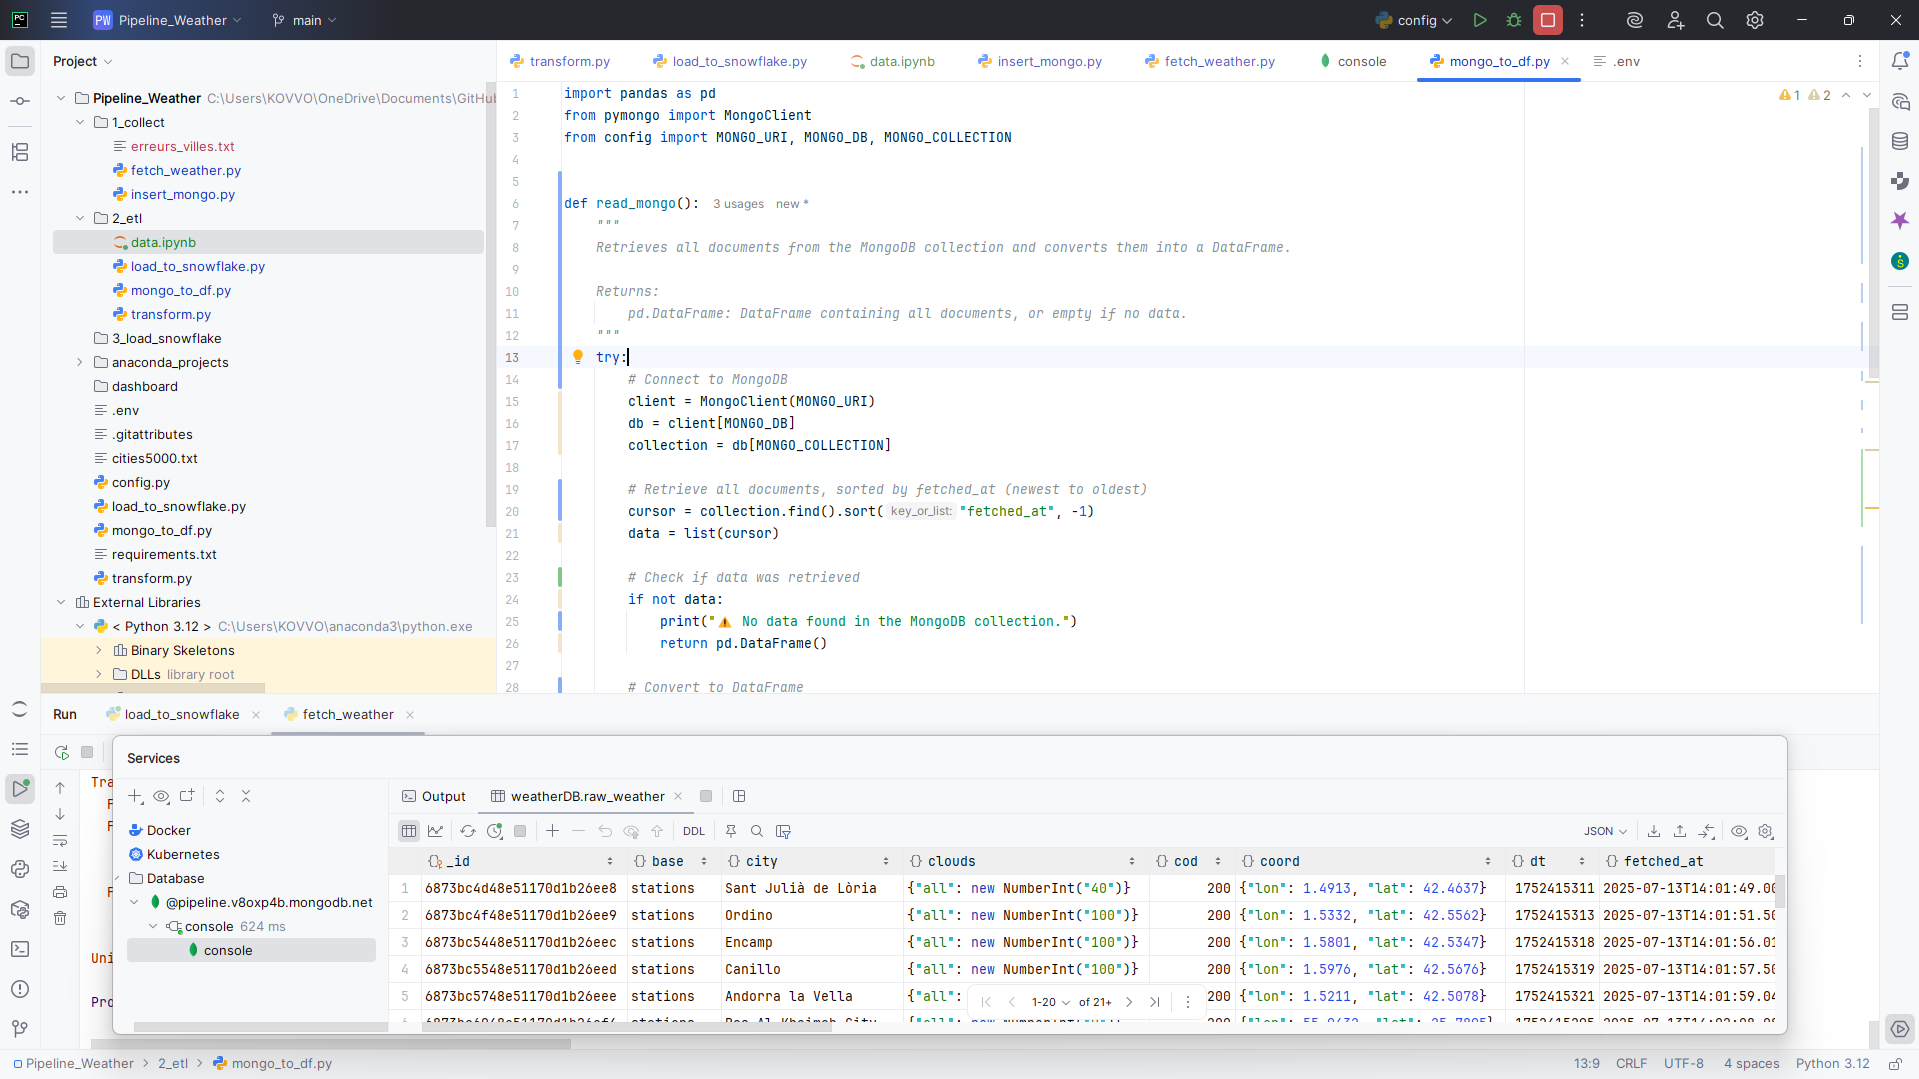 PC
PW Pipeline_Weather
main
config
Project
transform.py
load_to_snowflake.py
data.ipynb
insert_mongo.py
fetch_weather.py
console
mongo_to_df.py
.env
Pipeline_Weather C:\Users\KOVVO\OneDrive\Documents\GitHub
1_collect
erreurs_villes.txt
fetch_weather.py
insert_mongo.py
2_etl
data.ipynb
load_to_snowflake.py
mongo_to_df.py
transform.py
3_load_snowflake
anaconda_projects
dashboard
.env
.gitattributes
cities5000.txt
config.py
load_to_snowflake.py
mongo_to_df.py
requirements.txt
transform.py
External Libraries
< Python 3.12 > C:\Users\KOVVO\anaconda3\python.exe
Binary Skeletons
DLLs library root
1 2
1 import pandas as pd
2 from pymongo import MongoClient
3 from config import MONGO_URI, MONGO_DB, MONGO_COLLECTION
4
5
6 def read_mongo(): 3 usages new *
7 """
8 Retrieves all documents from the MongoDB collection and converts them into a DataFrame.
9
10 Returns:
11 pd.DataFrame: DataFrame containing all documents, or empty if no data.
12 """
13 try:
14 # Connect to MongoDB
15 client = MongoClient(MONGO_URI)
16 db = client[MONGO_DB]
17 collection = db[MONGO_COLLECTION]
18
19 # Retrieve all documents, sorted by fetched_at (newest to oldest)
20 cursor = collection.find().sort( key_or_list: "fetched_at", -1)
21 data = list(cursor)
22
23 # Check if data was retrieved
24 if not data:
25 print("⚠️ No data found in the MongoDB collection.")
26 return pd.DataFrame()
27
28 # Convert to DataFrame
Run load_to_snowflake fetch_weather
Tra
F
F
F
Uni
Pro
Services
Docker
Kubernetes
Database
@pipeline.v8oxp4b.mongodb.net
console 624 ms
console
Output weatherDB.raw_weather
DDL JSON
_id base city clouds cod coord dt fetched_at
1 6873bc4d48e51170d1b26ee8 stations Sant Julià de Lòria {"all": new NumberInt("40")} 200 {"lon": 1.4913, "lat": 42.4637} 1752415311 2025-07-13T14:01:49.00
2 6873bc4f48e51170d1b26ee9 stations Ordino {"all": new NumberInt("100")} 200 {"lon": 1.5332, "lat": 42.5562} 1752415313 2025-07-13T14:01:51.50
3 6873bc5448e51170d1b26eec stations Encamp {"all": new NumberInt("100")} 200 {"lon": 1.5801, "lat": 42.5347} 1752415318 2025-07-13T14:01:56.01
4 6873bc5548e51170d1b26eed stations Canillo {"all": new NumberInt("100")} 200 {"lon": 1.5976, "lat": 42.5676} 1752415319 2025-07-13T14:01:57.50
5 6873bc5748e51170d1b26eee stations Andorra la Vella {"all": 200 {"lon": 1.5211, "lat": 42.5078} 1752415321 2025-07-13T14:01:59.04
1-20 of 21+
Pipeline_Weather > 2_etl > mongo_to_df.py
13:9 CRLF UTF-8 4 spaces Python 3.12